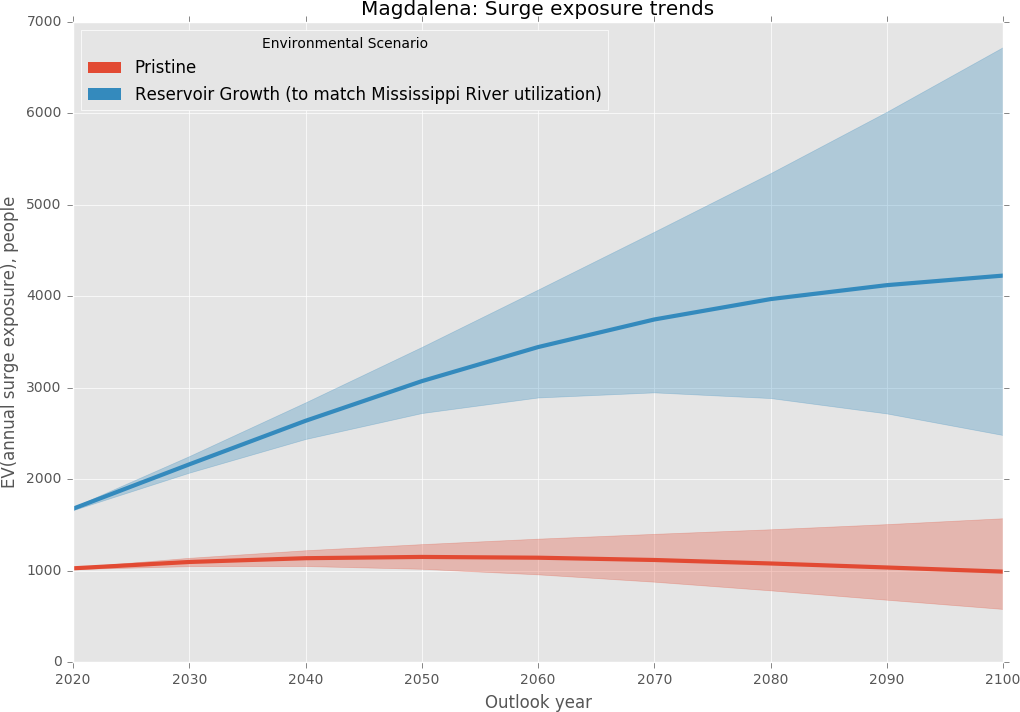 Magdalena: Surge exposure trends
7000
6000
5000
4000
3000
2000
1000
0
EV(annual surge exposure), people
Environmental Scenario
Pristine
Reservoir Growth (to match Mississippi River utilization)
2020 2030 2040 2050 2060 2070 2080 2090 2100
Outlook year